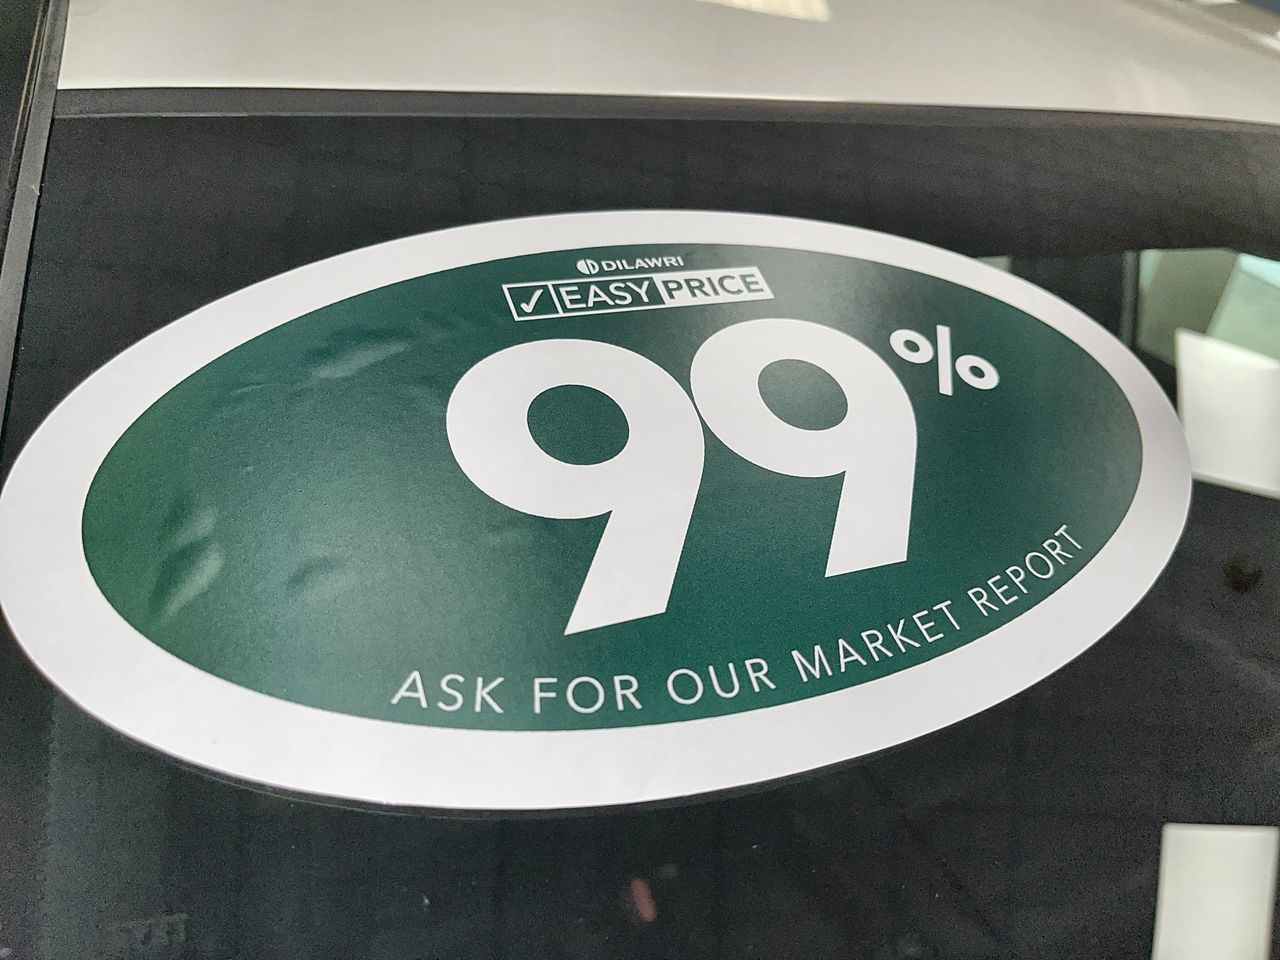 DILAWRI
✓ EASY PRICE
99%
ASK FOR OUR MARKET REPORT